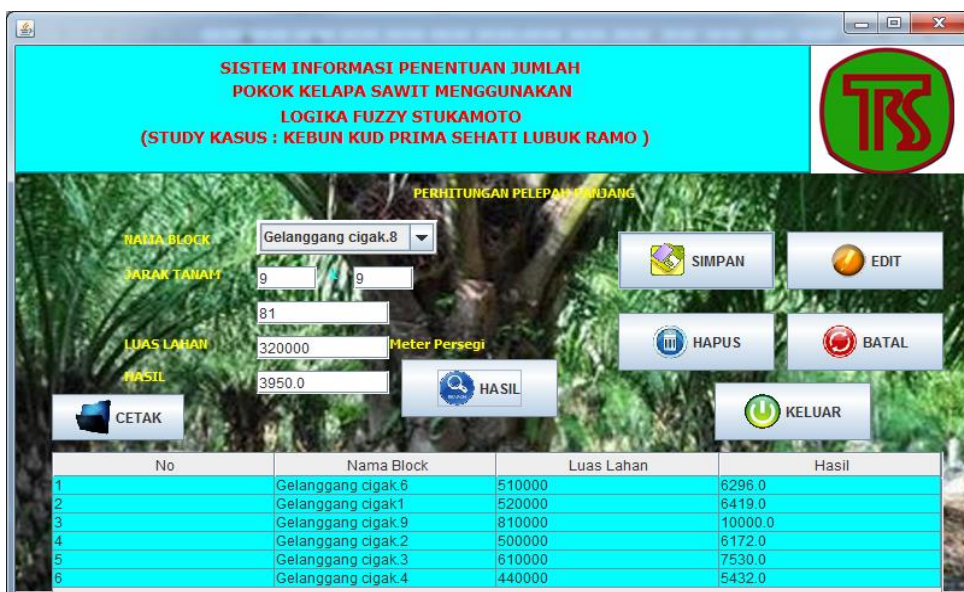 SISTEM INFORMASI PENENTUAN JUMLAH
POKOK KELAPA SAWIT MENGGUNAKAN
LOGIKA FUZZY STUKAMOTO
(STUDY KASUS : KEBUN KUD PRIMA SEHATI LUBUK RAMO )
TRS
PERHITUNGAN PELEPAH PANJANG
NAMA BLOCK Gelanggang cigak.8
JARAK TANAM 9 9
81
LUAS LAHAN 320000 Meter Persegi
HASIL 3950.0
HASIL
SIMPAN EDIT
HAPUS BATAL
CETAK KELUAR
No Nama Block Luas Lahan Hasil
1 Gelanggang cigak.6 510000 6296.0
2 Gelanggang cigak1 520000 6419.0
3 Gelanggang cigak.9 810000 10000.0
4 Gelanggang cigak.2 500000 6172.0
5 Gelanggang cigak.3 610000 7530.0
6 Gelanggang cigak.4 440000 5432.0